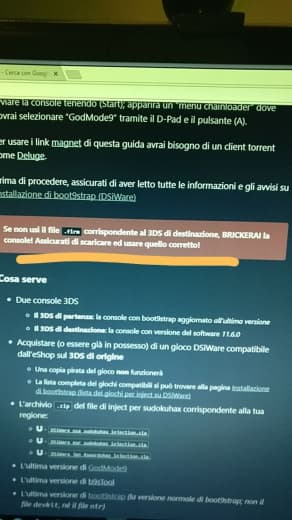 - Cerca con Googl ×
viare la console tenendo (Start); apparirà un "menu chainloader" dove
ovrai selezionare "GodMode9" tramite il D-Pad e il pulsante (A).
er usare i link magnet di questa guida avrai bisogno di un client torrent
ome Deluge.
rima di procedere, assicurati di aver letto tutte le informazioni e gli avvisi su
nstallazione di boot9strap (DSiWare)
Se non usi il file .firm corrispondente al 3DS di destinazione, BRICKERAI la
console! Assicurati di scaricare ed usare quello corretto!
Cosa serve
Due console 3DS
Il 3DS di partenza: la console con boot9strap aggiornato all'ultima versione
Il 3DS di destinazione: la console con versione del software 11.6.0
Acquistare (o essere già in possesso) di un gioco DSiWare compatibile
dall'eShop sul 3DS di origine
Una copia pirata del gioco non funzionerà
La lista completa dei giochi compatibili si può trovare alla pagina Installazione
di boot9strap (lista dei giochi per inject su DSiWare)
L'archivio .zip del file di inject per sudokuhax corrispondente alla tua
regione:
U -
U -
U -
L'ultima versione di GodMode9
L'ultima versione di b9sTool
L'ultima versione di boot9strap (la versione normale di boot9strap; non il
file devkit, né il file ntr)